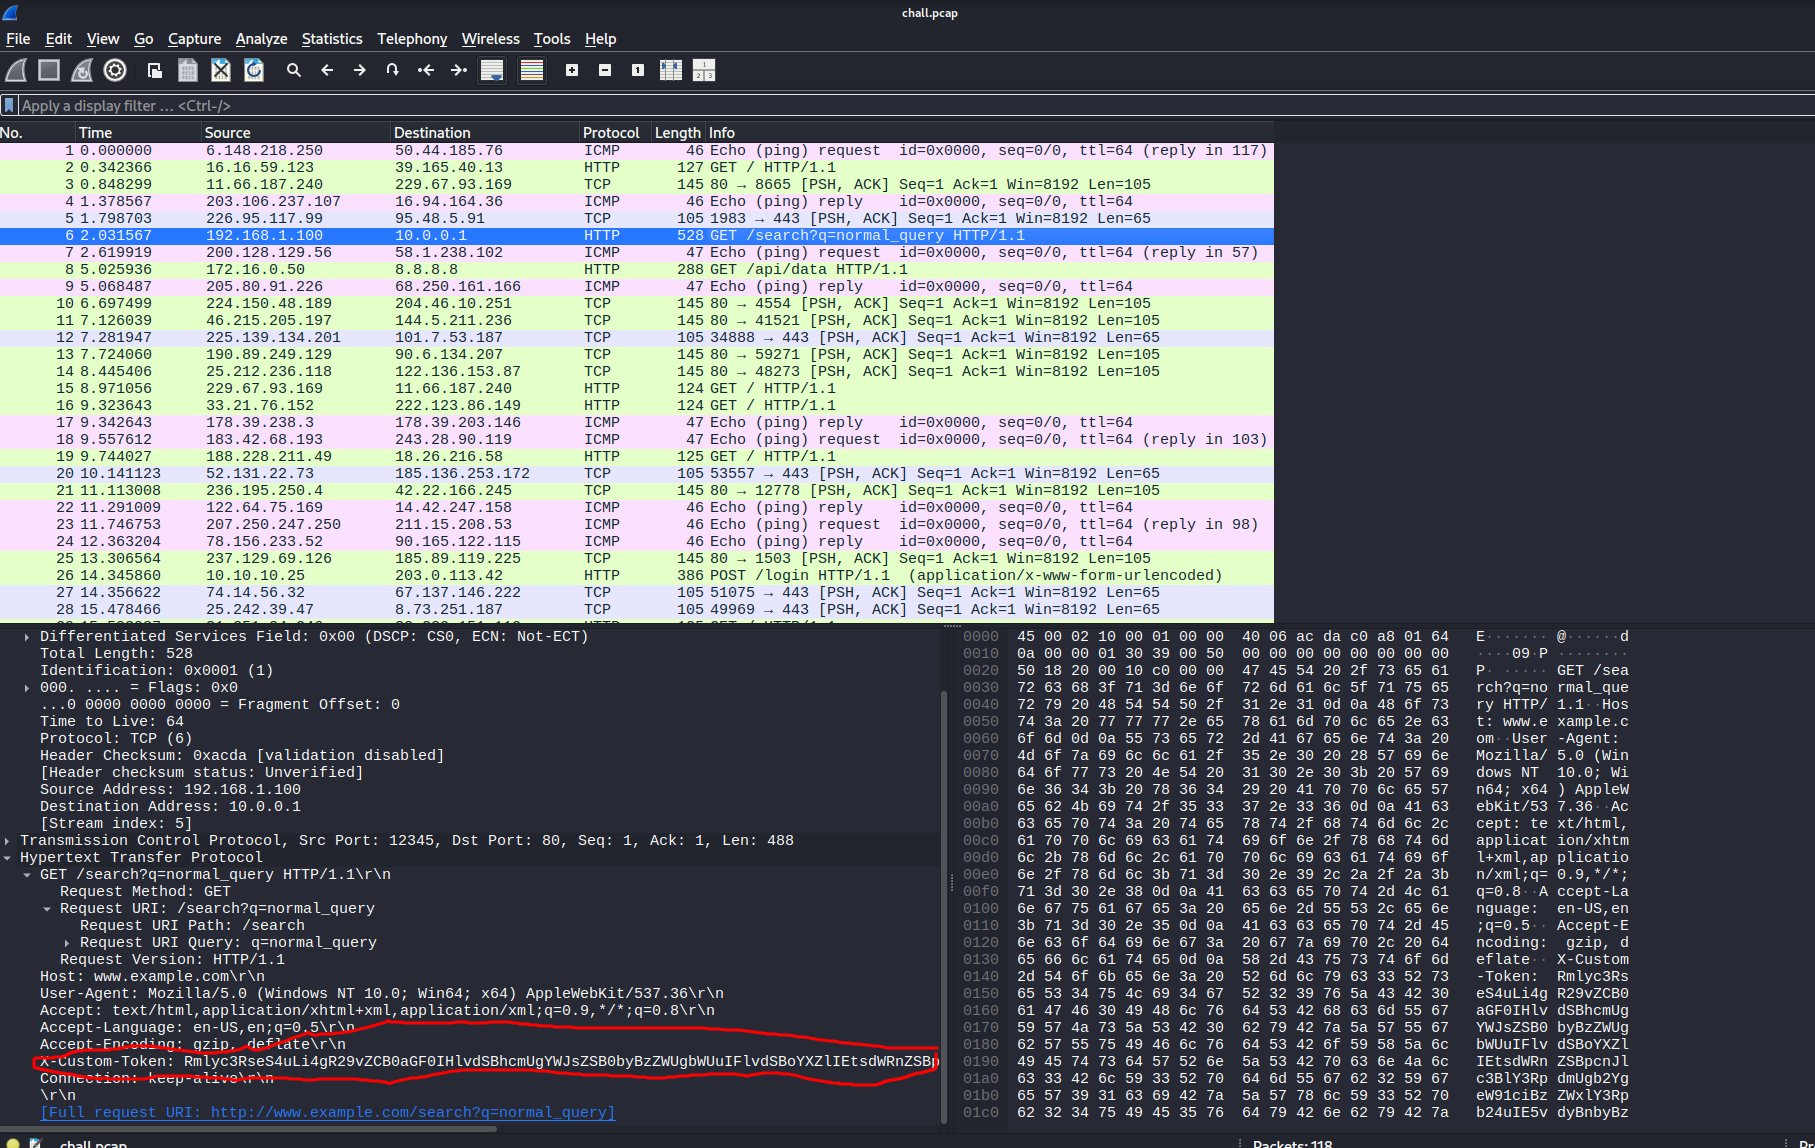 chall.pcap
File Edit View Go Capture Analyze Statistics Telephony Wireless Tools Help
Apply a display filter … <Ctrl-/>
No. Time Source Destination Protocol Length Info
1 0.000000 6.148.218.250 50.44.185.76 ICMP 46 Echo (ping) request id=0x0000, seq=0/0, ttl=64 (reply in 117)
2 0.342366 16.16.59.123 39.165.40.13 HTTP 127 GET / HTTP/1.1
3 0.848299 11.66.187.240 229.67.93.169 TCP 145 80 → 8665 [PSH, ACK] Seq=1 Ack=1 Win=8192 Len=105
4 1.378567 203.106.237.107 16.94.164.36 ICMP 46 Echo (ping) reply id=0x0000, seq=0/0, ttl=64
5 1.798703 226.95.117.99 95.48.5.91 TCP 105 1983 → 443 [PSH, ACK] Seq=1 Ack=1 Win=8192 Len=65
6 2.031567 192.168.1.100 10.0.0.1 HTTP 528 GET /search?q=normal_query HTTP/1.1
7 2.619919 200.128.129.56 58.1.238.102 ICMP 47 Echo (ping) request id=0x0000, seq=0/0, ttl=64 (reply in 57)
8 5.025936 172.16.0.50 8.8.8.8 HTTP 288 GET /api/data HTTP/1.1
9 5.068487 205.80.91.226 68.250.161.166 ICMP 47 Echo (ping) reply id=0x0000, seq=0/0, ttl=64
10 6.697499 224.150.48.189 204.46.10.251 TCP 145 80 → 4554 [PSH, ACK] Seq=1 Ack=1 Win=8192 Len=105
11 7.126039 46.215.205.197 144.5.211.236 TCP 145 80 → 41521 [PSH, ACK] Seq=1 Ack=1 Win=8192 Len=105
12 7.281947 225.139.134.201 101.7.53.187 TCP 105 34888 → 443 [PSH, ACK] Seq=1 Ack=1 Win=8192 Len=65
13 7.724060 190.89.249.129 90.6.134.207 TCP 145 80 → 59271 [PSH, ACK] Seq=1 Ack=1 Win=8192 Len=105
14 8.445406 25.212.236.118 122.136.153.87 TCP 145 80 → 48273 [PSH, ACK] Seq=1 Ack=1 Win=8192 Len=105
15 8.971056 229.67.93.169 11.66.187.240 HTTP 124 GET / HTTP/1.1
16 9.323643 33.21.76.152 222.123.86.149 HTTP 124 GET / HTTP/1.1
17 9.342643 178.39.238.3 178.39.203.146 ICMP 47 Echo (ping) reply id=0x0000, seq=0/0, ttl=64
18 9.557612 183.42.68.193 243.28.90.119 ICMP 47 Echo (ping) request id=0x0000, seq=0/0, ttl=64 (reply in 103)
19 9.744027 188.228.211.49 18.26.216.58 HTTP 125 GET / HTTP/1.1
20 10.141123 52.131.22.73 185.136.253.172 TCP 105 53557 → 443 [PSH, ACK] Seq=1 Ack=1 Win=8192 Len=65
21 11.113008 236.195.250.4 42.22.166.245 TCP 145 80 → 12778 [PSH, ACK] Seq=1 Ack=1 Win=8192 Len=105
22 11.291009 122.64.75.169 14.42.247.158 ICMP 46 Echo (ping) reply id=0x0000, seq=0/0, ttl=64
23 11.746753 207.250.247.250 211.15.208.53 ICMP 46 Echo (ping) request id=0x0000, seq=0/0, ttl=64 (reply in 98)
24 12.363204 78.156.233.52 90.165.122.115 ICMP 46 Echo (ping) reply id=0x0000, seq=0/0, ttl=64
25 13.306564 237.129.69.126 185.89.119.225 TCP 145 80 → 1503 [PSH, ACK] Seq=1 Ack=1 Win=8192 Len=105
26 14.345860 10.10.10.25 203.0.113.42 HTTP 386 POST /login HTTP/1.1 (application/x-www-form-urlencoded)
27 14.356622 74.14.56.32 67.137.146.222 TCP 105 51075 → 443 [PSH, ACK] Seq=1 Ack=1 Win=8192 Len=65
28 15.478466 25.242.39.47 8.73.251.187 TCP 105 49969 → 443 [PSH, ACK] Seq=1 Ack=1 Win=8192 Len=65
Differentiated Services Field: 0x00 (DSCP: CS0, ECN: Not-ECT)
Total Length: 528
Identification: 0x0001 (1)
000. .... = Flags: 0x0
...0 0000 0000 0000 = Fragment Offset: 0
Time to Live: 64
Protocol: TCP (6)
Header Checksum: 0xacda [validation disabled]
[Header checksum status: Unverified]
Source Address: 192.168.1.100
Destination Address: 10.0.0.1
[Stream index: 5]
Transmission Control Protocol, Src Port: 12345, Dst Port: 80, Seq: 1, Ack: 1, Len: 488
Hypertext Transfer Protocol
GET /search?q=normal_query HTTP/1.1\r\n
Request Method: GET
Request URI: /search?q=normal_query
Request URI Path: /search
Request URI Query: q=normal_query
Request Version: HTTP/1.1
Host: www.example.com\r\n
User-Agent: Mozilla/5.0 (Windows NT 10.0; Win64; x64) AppleWebKit/537.36\r\n
Accept: text/html,application/xhtml+xml,application/xml;q=0.9,*/*;q=0.8\r\n
Accept-Language: en-US,en;q=0.5\r\n
Accept-Encoding: gzip, deflate\r\n
X-Custom-Token: Rmlyc3RseS4uLi4gR29vZCB0aGF0IHlvdSBhcmUgYWJsZSB0byBzZWUgbWUuIFlvdSBoYXZlIEtsdWRnZSBp
Connection: keep-alive\r\n
\r\n
[Full request URI: http://www.example.com/search?q=normal_query]
0000 45 00 02 10 00 01 00 00 40 06 ac da c0 a8 01 64 E·······@······d
0010 0a 00 00 01 30 39 00 50 00 00 00 00 00 00 00 00 ····09·P········
0020 50 18 20 00 10 c0 00 00 47 45 54 20 2f 73 65 61 P· ·····GET /sea
0030 72 63 68 3f 71 3d 6e 6f 72 6d 61 6c 5f 71 75 65 rch?q=normal_que
0040 72 79 20 48 54 54 50 2f 31 2e 31 0d 0a 48 6f 73 ry HTTP/1.1··Hos
0050 74 3a 20 77 77 77 2e 65 78 61 6d 70 6c 65 2e 63 t: www.example.c
0060 6f 6d 0d 0a 55 73 65 72 2d 41 67 65 6e 74 3a 20 om··User-Agent:
0070 4d 6f 7a 69 6c 6c 61 2f 35 2e 30 20 28 57 69 6e Mozilla/5.0 (Win
0080 64 6f 77 73 20 4e 54 20 31 30 2e 30 3b 20 57 69 dows NT 10.0; Wi
0090 6e 36 34 3b 20 78 36 34 29 20 41 70 70 6c 65 57 n64; x64) AppleW
00a0 65 62 4b 69 74 2f 35 33 37 2e 33 36 0d 0a 41 63 ebKit/537.36··Ac
00b0 63 65 70 74 3a 20 74 65 78 74 2f 68 74 6d 6c 2c cept: text/html,
00c0 61 70 70 6c 69 63 61 74 69 6f 6e 2f 78 68 74 6d application/xhtm
00d0 6c 2b 78 6d 6c 2c 61 70 70 6c 69 63 61 74 69 6f l+xml,applicatio
00e0 6e 2f 78 6d 6c 3b 71 3d 30 2e 39 2c 2a 2f 2a 3b n/xml;q=0.9,*/*;
00f0 71 3d 30 2e 38 0d 0a 41 63 63 65 70 74 2d 4c 61 q=0.8··Accept-La
0100 6e 67 75 61 67 65 3a 20 65 6e 2d 55 53 2c 65 6e nguage: en-US,en
0110 3b 71 3d 30 2e 35 0d 0a 41 63 63 65 70 74 2d 45 ;q=0.5··Accept-E
0120 6e 63 6f 64 69 6e 67 3a 20 67 7a 69 70 2c 20 64 ncoding: gzip, d
0130 65 66 6c 61 74 65 0d 0a 58 2d 43 75 73 74 6f 6d eflate··X-Custom
0140 2d 54 6f 6b 65 6e 3a 20 52 6d 6c 79 63 33 52 73 -Token: Rmlyc3Rs
0150 65 53 34 75 4c 69 34 67 52 32 39 76 5a 43 42 30 eS4uLi4gR29vZCB0
0160 61 47 46 30 49 48 6c 76 64 53 42 68 63 6d 55 67 aGF0IHlvdSBhcmUg
0170 59 57 4a 73 5a 53 42 30 62 79 42 7a 5a 57 55 67 YWJsZSB0byBzZWUg
0180 62 57 55 75 49 46 6c 76 64 53 42 6f 59 58 5a 6c bWUuIFlvdSBoYXZl
0190 49 45 74 73 64 57 52 6e 5a 53 42 70 63 6e 4a 6c IEtsdWRnZSBpcnJl
01a0 63 33 42 6c 59 33 52 70 64 6d 55 67 62 32 59 67 c3BlY3RpdmUgb2Yg
01b0 65 57 39 31 63 69 42 7a 5a 57 78 6c 59 33 52 70 eW91ciBzZWxlY3Rp
01c0 62 32 34 75 49 45 35 76 64 79 42 6e 62 79 42 7a b24uIE5vdyBnbyBz
chall.pcap
Packets: 118